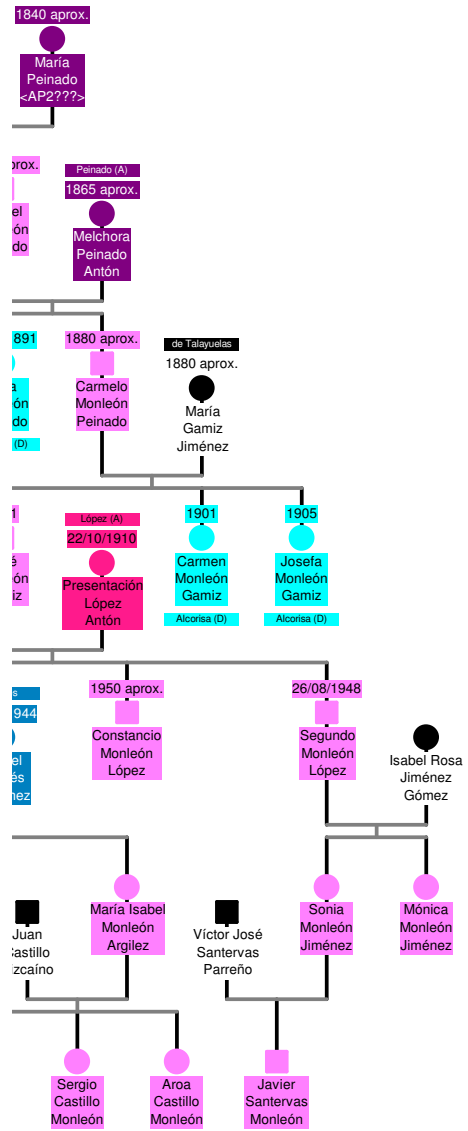 1840 aprox.
María
Peinado
<AP2???>
Peinado (A)
1865 aprox.
Melchora
Peinado
Antón
1880 aprox.
Carmelo
Monleón
Peinado
de Talayuelas
1880 aprox.
María
Gamiz
Jiménez
(D)
López (A)
22/10/1910
Presentación
López
Antón
1901
Carmen
Monleón
Gamiz
Alcorisa (D)
1905
Josefa
Monleón
Gamiz
Alcorisa (D)
1950 aprox.
Constancio
Monleón
López
26/08/1948
Segundo
Monleón
López
Isabel Rosa
Jiménez
Gómez
Juan
María Isabel
Monleón
Argilez
Víctor José
Santervas
Parreño
Sonia
Monleón
Jiménez
Mónica
Monleón
Jiménez
Sergio
Castillo
Monleón
Aroa
Castillo
Monleón
Javier
Santervas
Monleón